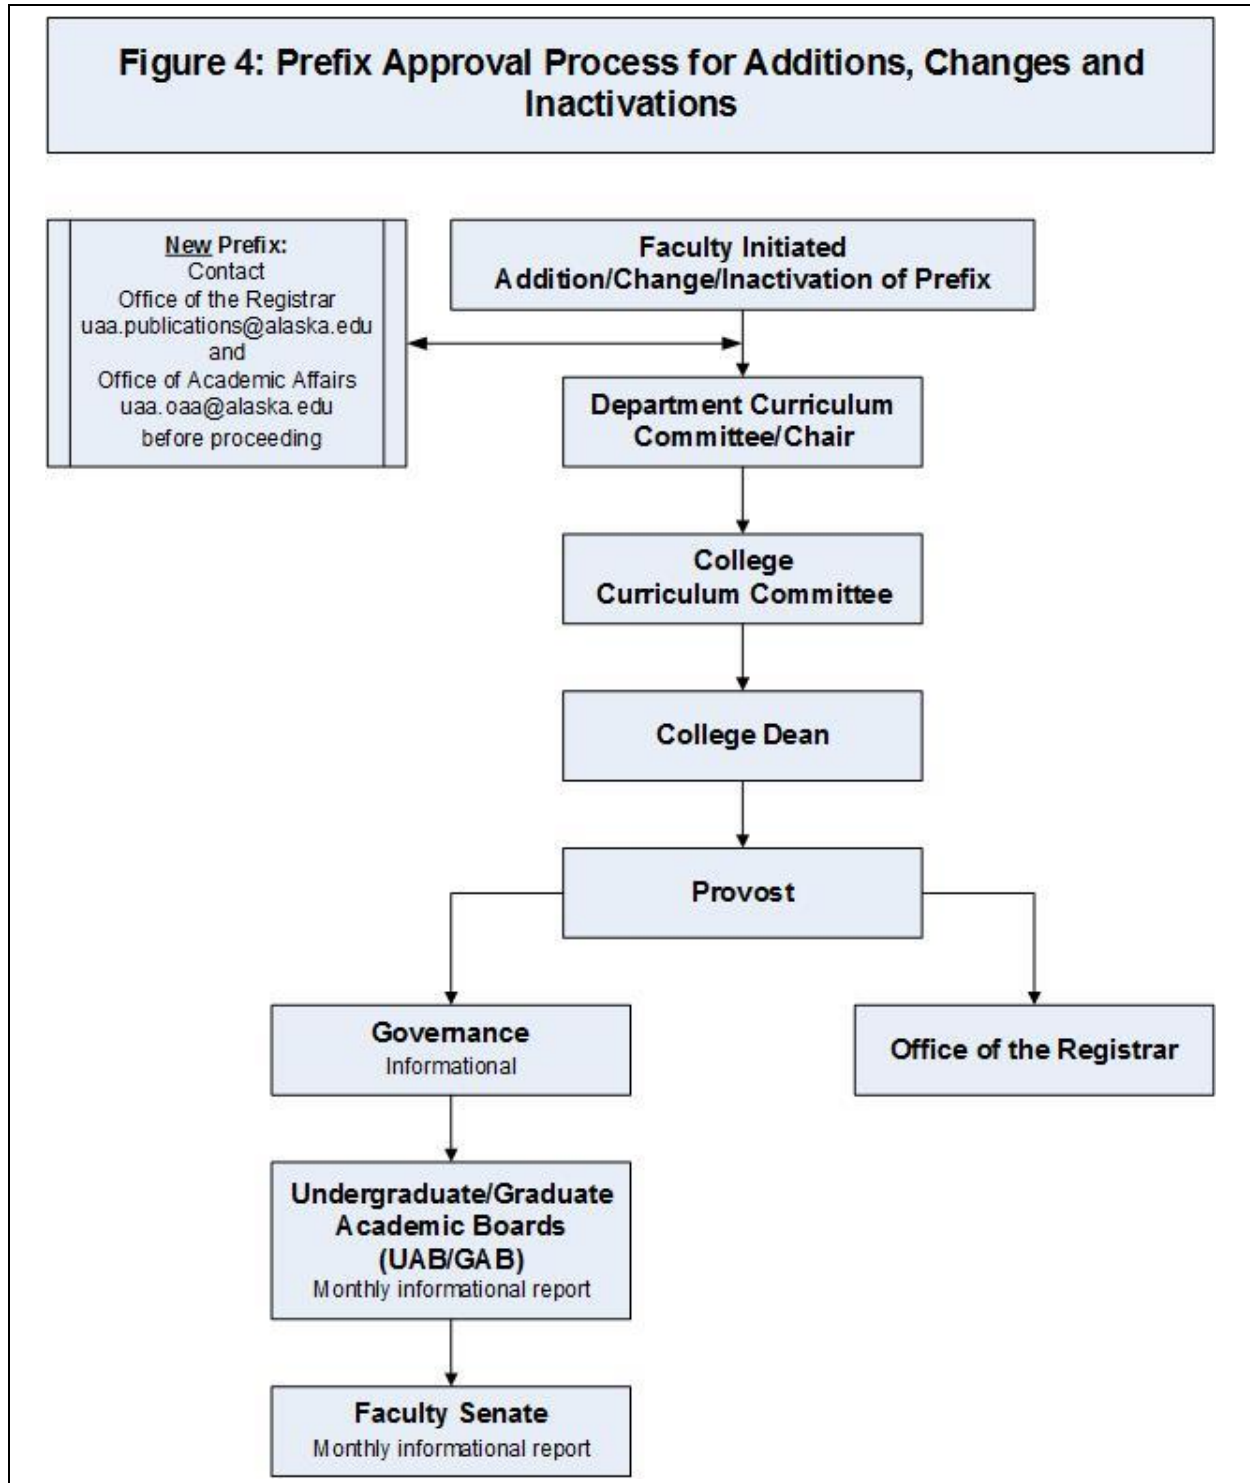 Figure 4: Prefix Approval Process for Additions, Changes and
Inactivations
New Prefix:
Contact
Office of the Registrar
uaa.publications@alaska.edu
and
Office of Academic Affairs
uaa.oaa@alaska.edu
before proceeding
Faculty Initiated
Addition/Change/Inactivation of Prefix
Department Curriculum
Committee/Chair
College
Curriculum Committee
College Dean
Provost
Governance
Informational
Office of the Registrar
Undergraduate/Graduate
Academic Boards
(UAB/GAB)
Monthly informational report
Faculty Senate
Monthly informational report